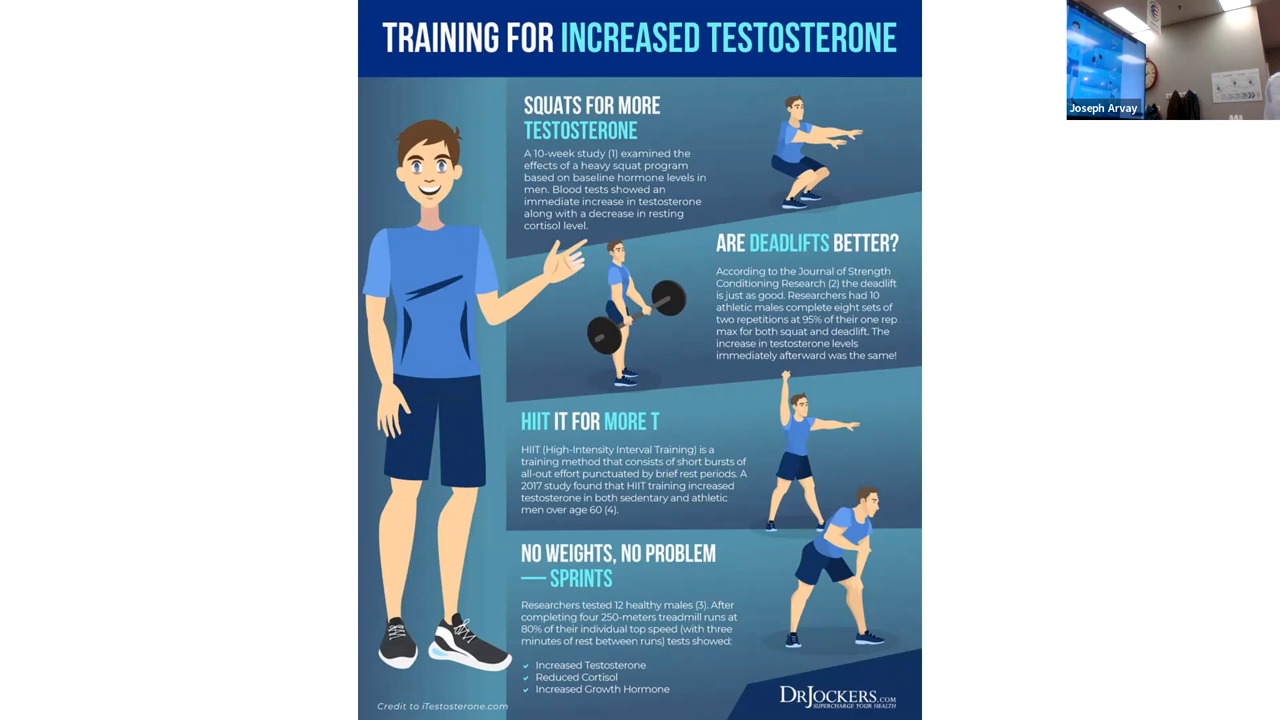 TRAINING FOR INCREASED TESTOSTERONE
SQUATS FOR MORE
TESTOSTERONE
A 10-week study (1) examined the
effects of a heavy squat program
based on baseline hormone levels in
men. Blood tests showed an
immediate increase in testosterone
along with a decrease in resting
cortisol level.
ARE DEADLIFTS BETTER?
According to the Journal of Strength
Conditioning Research (2) the deadlift
is just as good. Researchers had 10
athletic males complete eight sets of
two repetitions at 95% of their one rep
max for both squat and deadlift. The
increase in testosterone levels
immediately afterward was the same!
HIIT IT FOR MORE T
HIIT (High-Intensity Interval Training) is a
training method that consists of short bursts of
all-out effort punctuated by brief rest periods. A
2017 study found that HIIT training increased
testosterone in both sedentary and athletic
men over age 60 (4).
NO WEIGHTS, NO PROBLEM
— SPRINTS
Researchers tested 12 healthy males (3). After
completing four 250-meters treadmill runs at
80% of their individual top speed (with three
minutes of rest between runs) tests showed:
Increased Testosterone
Reduced Cortisol
Increased Growth Hormone
Credit to iTestosterone.com
DRJOCKERS.COM
SUPERCHARGE YOUR HEALTH
Joseph Arvay